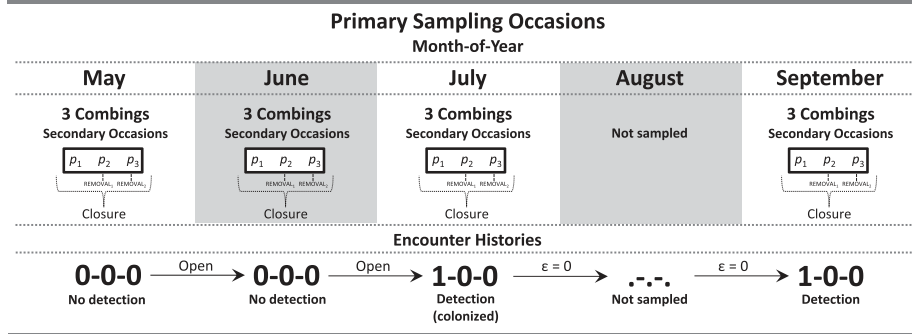 Primary Sampling Occasions
Month-of-Year
May June July August September
3 Combings 3 Combings 3 Combings 3 Combings
Secondary Occasions Secondary Occasions Secondary Occasions Not sampled Secondary Occasions
p1 p2 p3 p1 p2 p3 p1 p2 p3 p1 p2 p3
REMOVAL1 REMOVAL2 REMOVAL1 REMOVAL2 REMOVAL1 REMOVAL2 REMOVAL1 REMOVAL2
Closure Closure Closure Closure
Encounter Histories
0-0-0 Open 0-0-0 Open 1-0-0 ε = 0 .-.-. ε = 0 1-0-0
No detection No detection Detection Not sampled Detection
(colonized)